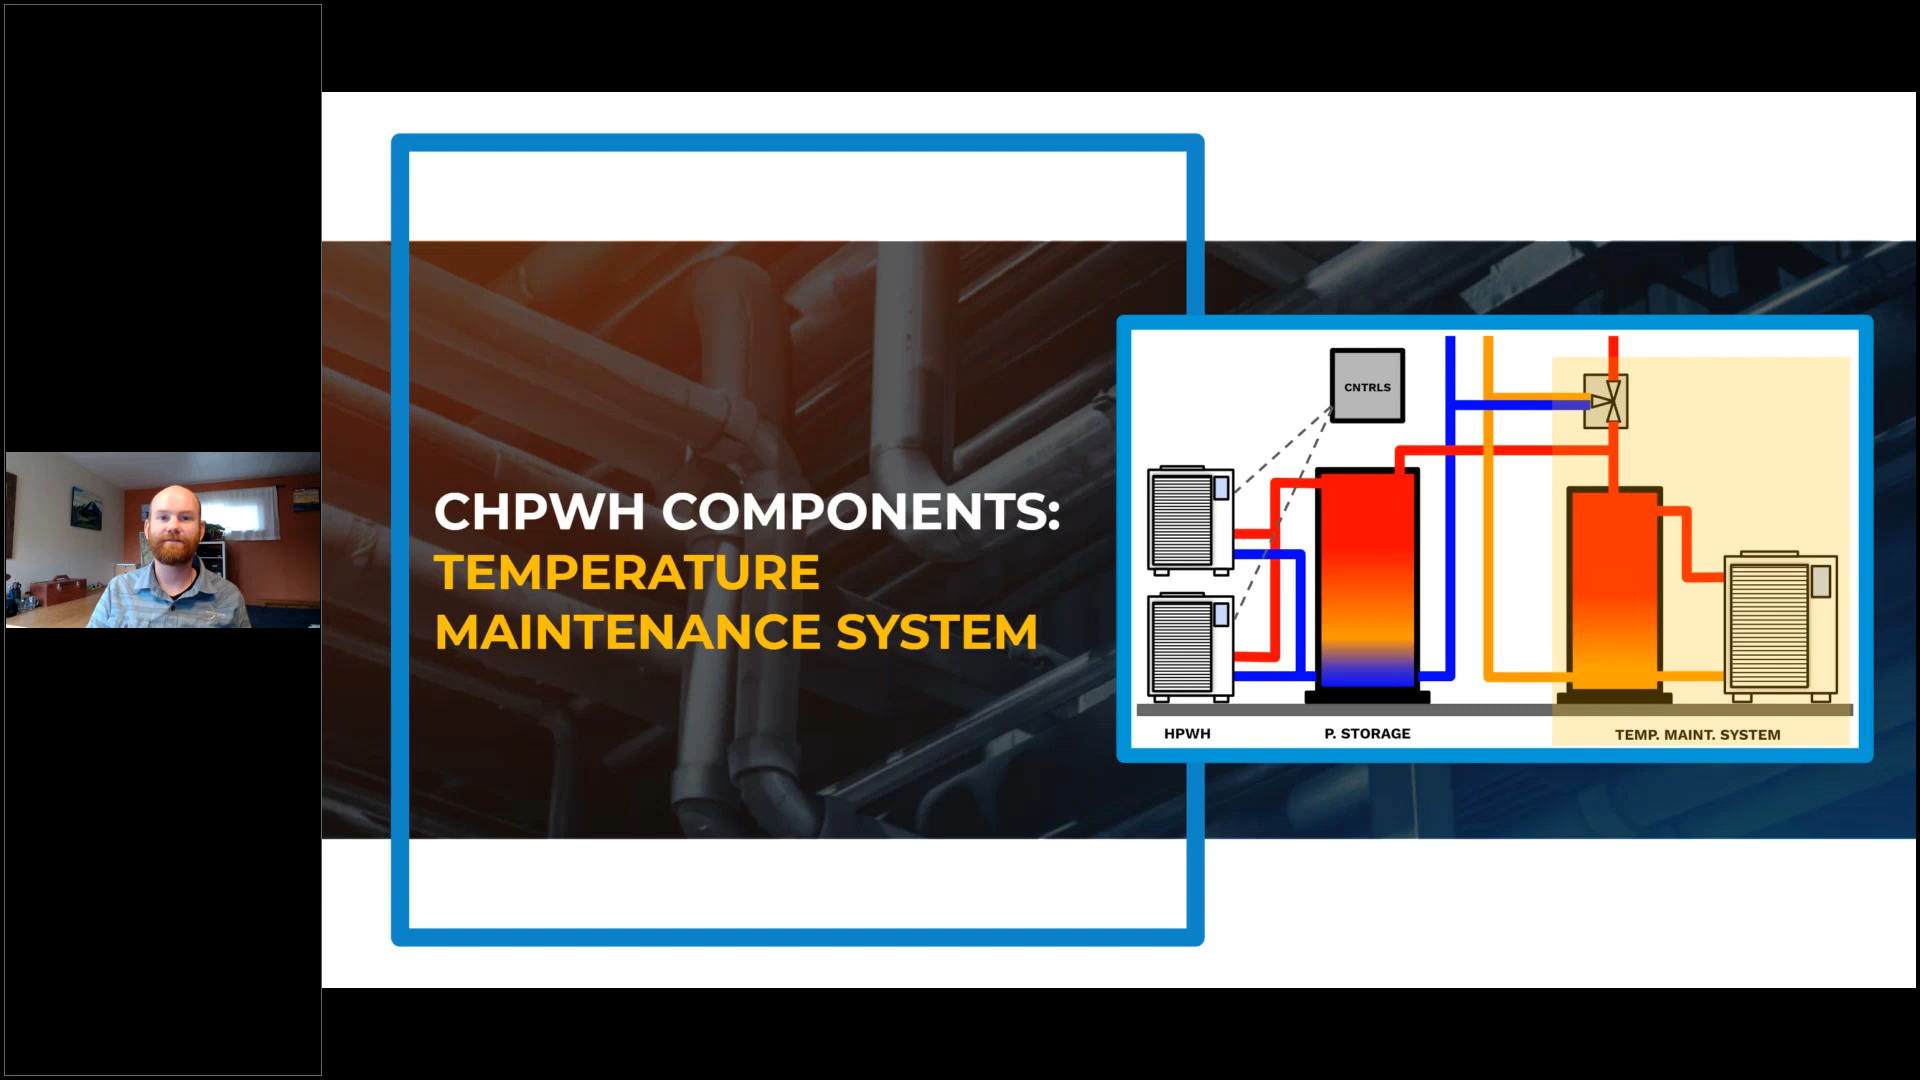 CHPWH COMPONENTS:
TEMPERATURE
MAINTENANCE SYSTEM
CNTRLS
HPWH
P. STORAGE
TEMP. MAINT. SYSTEM